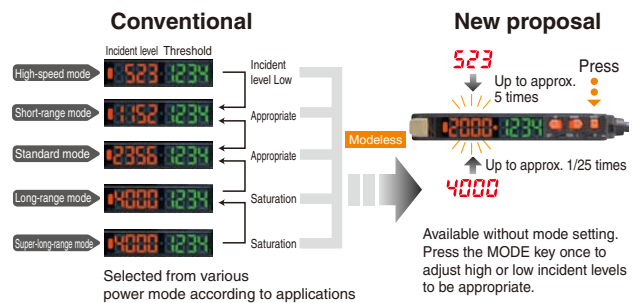 Conventional
New proposal
Incident level Threshold
High-speed mode
523 1234
Incident
level Low
Short-range mode
1152 1234
Appropriate
Standard mode
2356 1234
Appropriate
Long-range mode
4000 1234
Saturation
Super-long-range mode
4000 1234
Saturation
Selected from various
power mode according to applications
Modeless
523
Up to approx.
5 times
Press
2000 1234
Up to approx. 1/25 times
4000
Available without mode setting.
Press the MODE key once to
adjust high or low incident levels
to be appropriate.